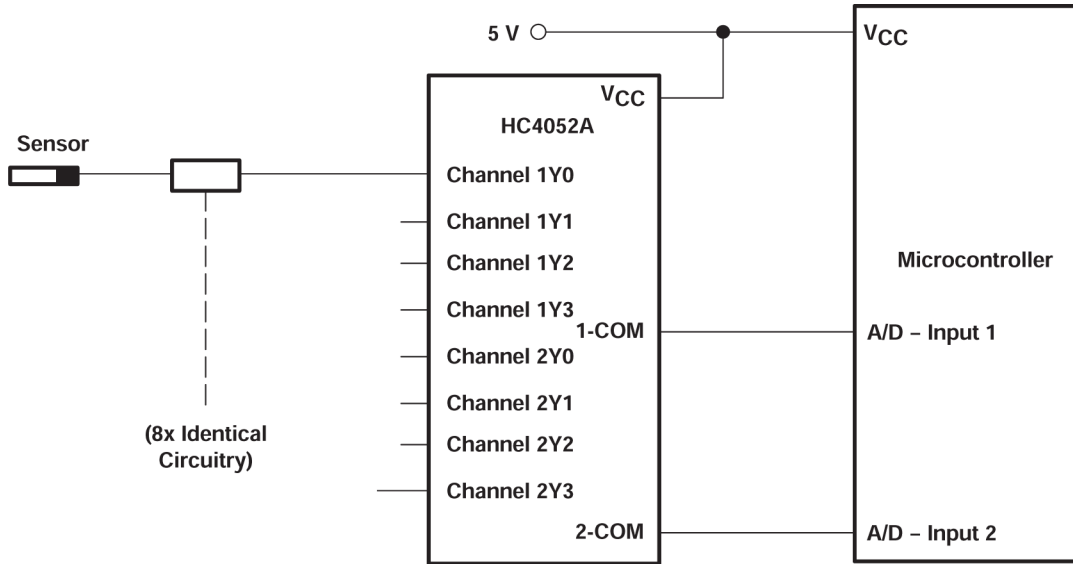 5 V
VCC
VCC
HC4052A
Sensor
Channel 1Y0
Channel 1Y1
Channel 1Y2
Microcontroller
Channel 1Y3
1-COM
A/D – Input 1
Channel 2Y0
Channel 2Y1
(8x Identical
Circuitry)
Channel 2Y2
Channel 2Y3
2-COM
A/D – Input 2